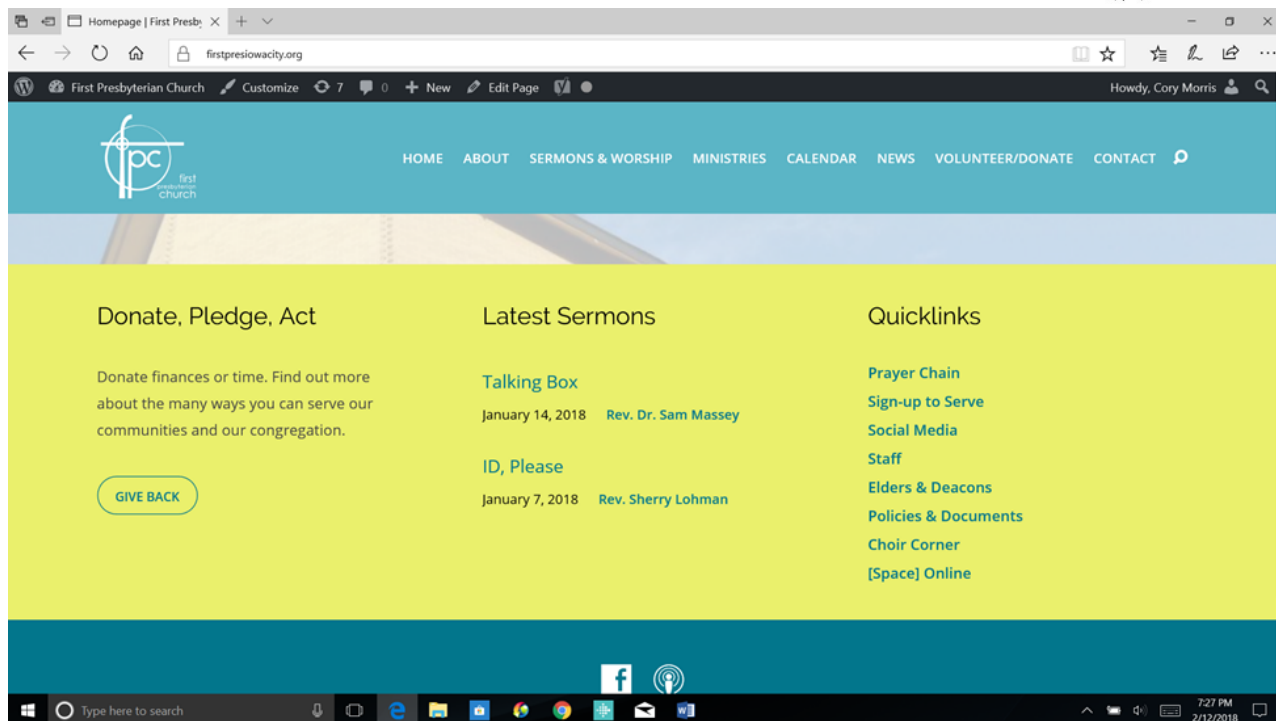 Homepage | First Presby
firstpresiowacity.org
First Presbyterian Church Customize 7 0 + New Edit Page Howdy, Cory Morris
fpc
first
presbyterian
church
HOME ABOUT SERMONS & WORSHIP MINISTRIES CALENDAR NEWS VOLUNTEER/DONATE CONTACT
Donate, Pledge, Act
Donate finances or time. Find out more
about the many ways you can serve our
communities and our congregation.
GIVE BACK
Latest Sermons
Talking Box
January 14, 2018 Rev. Dr. Sam Massey
ID, Please
January 7, 2018 Rev. Sherry Lohman
Quicklinks
Prayer Chain
Sign-up to Serve
Social Media
Staff
Elders & Deacons
Policies & Documents
Choir Corner
[Space] Online
Type here to search
7:27 PM
2/12/2018